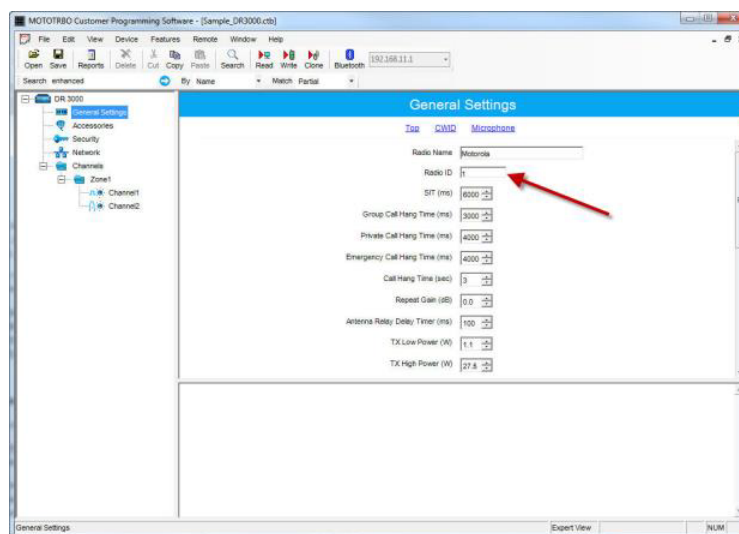 MOTOTRBO Customer Programming Software - [Sample_DR3000.ctb]
File Edit View Device Features Remote Window Help
Open Save Reports Delete Cut Copy Paste Search Read Write Clone Bluetooth 192.168.11.1
Search enhanced By Name Match Partial
DR 3000
General Settings
Accessories
Security
Network
Channels
Zone1
Channel1
Channel2
General Settings
Top CWID Microphone
Radio Name Motorola
Radio ID 1
SIT (ms) 6000
Group Call Hang Time (ms) 3000
Private Call Hang Time (ms) 4000
Emergency Call Hang Time (ms) 4000
Call Hang Time (sec) 3
Repeat Gain (dB) 0.0
Antenna Relay Delay Timer (ms) 100
TX Low Power (W) 1.1
TX High Power (W) 27.5
General Settings Expert View NUM